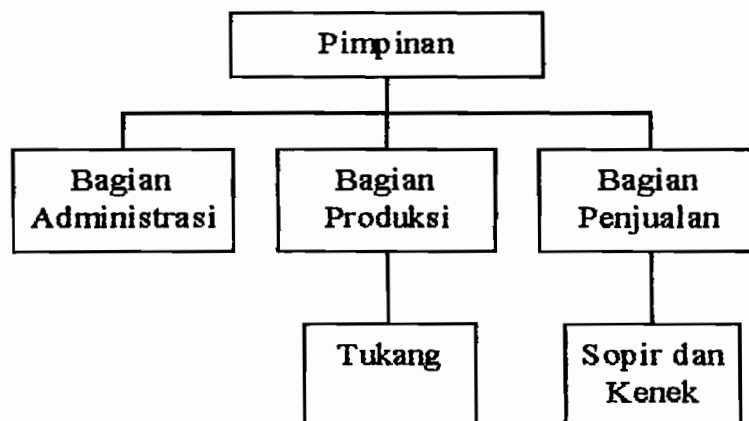 Pimpinan
Bagian
Administrasi
Bagian
Produksi
Bagian
Penjualan
Tukang
Sopir dan
Kenek